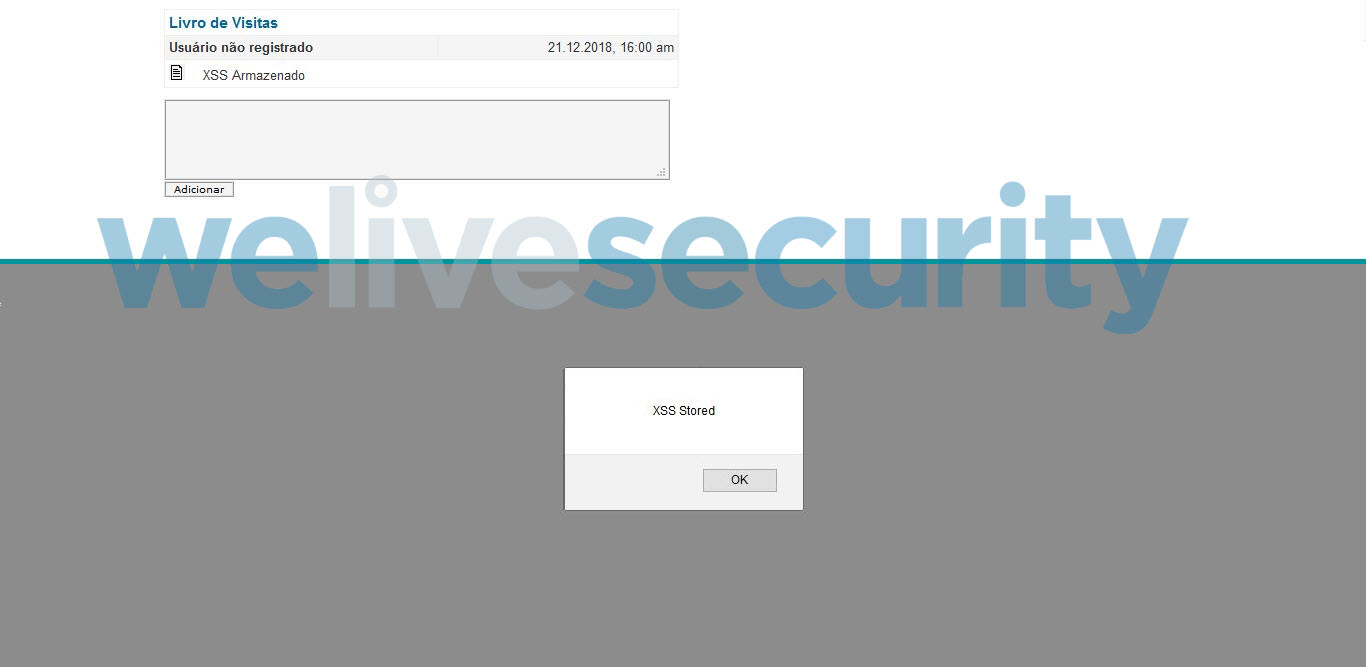 Livro de Visitas
Usuário não registrado 21.12.2018, 16:00 am
XSS Armazenado
Adicionar
welivesecurity
XSS Stored
OK